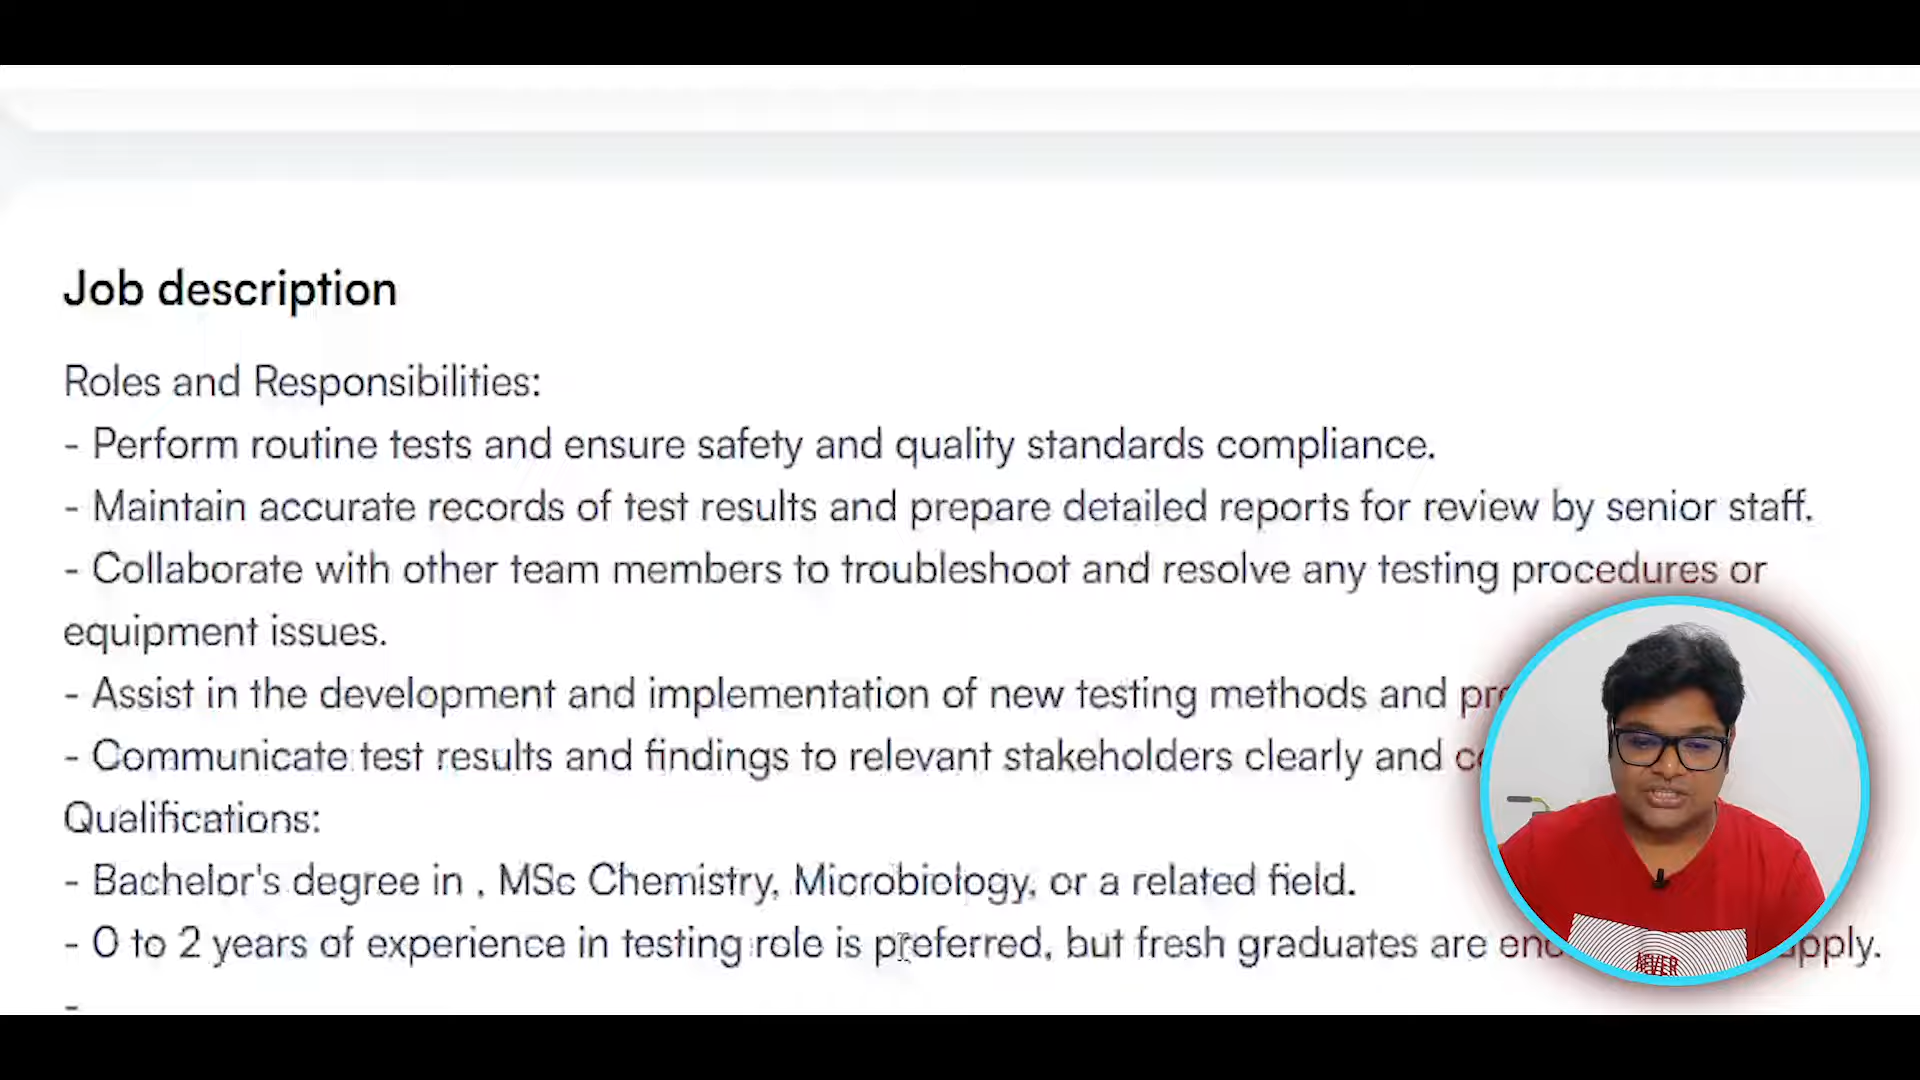 Job description
Roles and Responsibilities:
- Perform routine tests and ensure safety and quality standards compliance.
- Maintain accurate records of test results and prepare detailed reports for review by senior staff.
- Collaborate with other team members to troubleshoot and resolve any testing procedures or
equipment issues.
- Assist in the development and implementation of new testing methods and
- Communicate test results and findings to relevant stakeholders clearly and
Qualifications:
- Bachelor's degree in , MSc Chemistry, Microbiology, or a related field.
- 0 to 2 years of experience in testing role is preferred, but fresh graduates are
-
NEVER